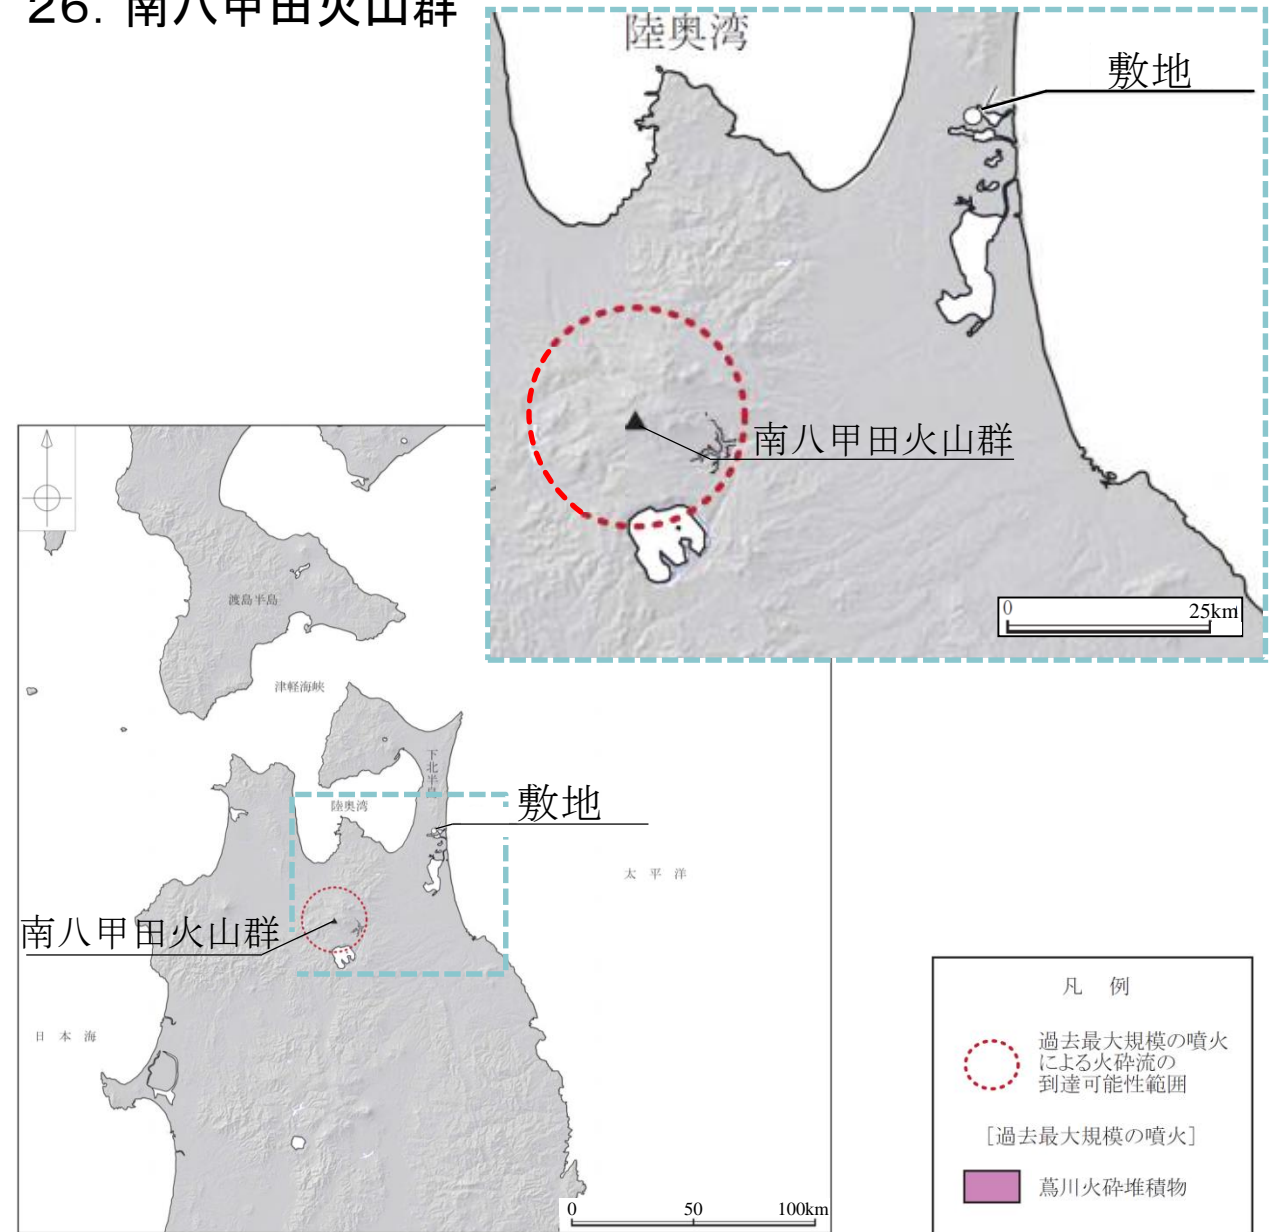 26. 南八甲田火山群
陸奥湾
敷地
南八甲田火山群
0 25km
渡島半島
津軽海峡
下北半島
陸奥湾
敷地
太平洋
南八甲田火山群
日本海
0 50 100km
凡例
過去最大規模の噴火
による火砕流の
到達可能性範囲
[過去最大規模の噴火]
蔦川火砕堆積物